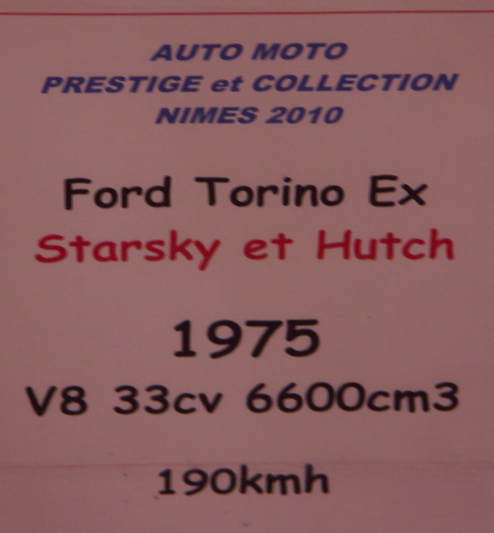 AUTO MOTO
PRESTIGE et COLLECTION
NIMES 2010
Ford Torino Ex
Starsky et Hutch
1975
V8 33cv 6600cm3
190kmh